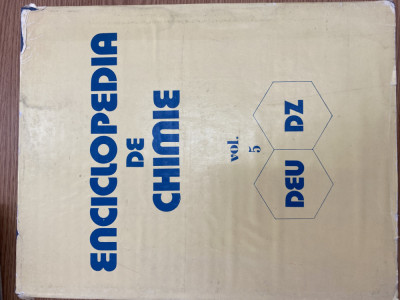 ENCICLOPEDIA
DE
CHIMIE
vol.
5
DEU DZ